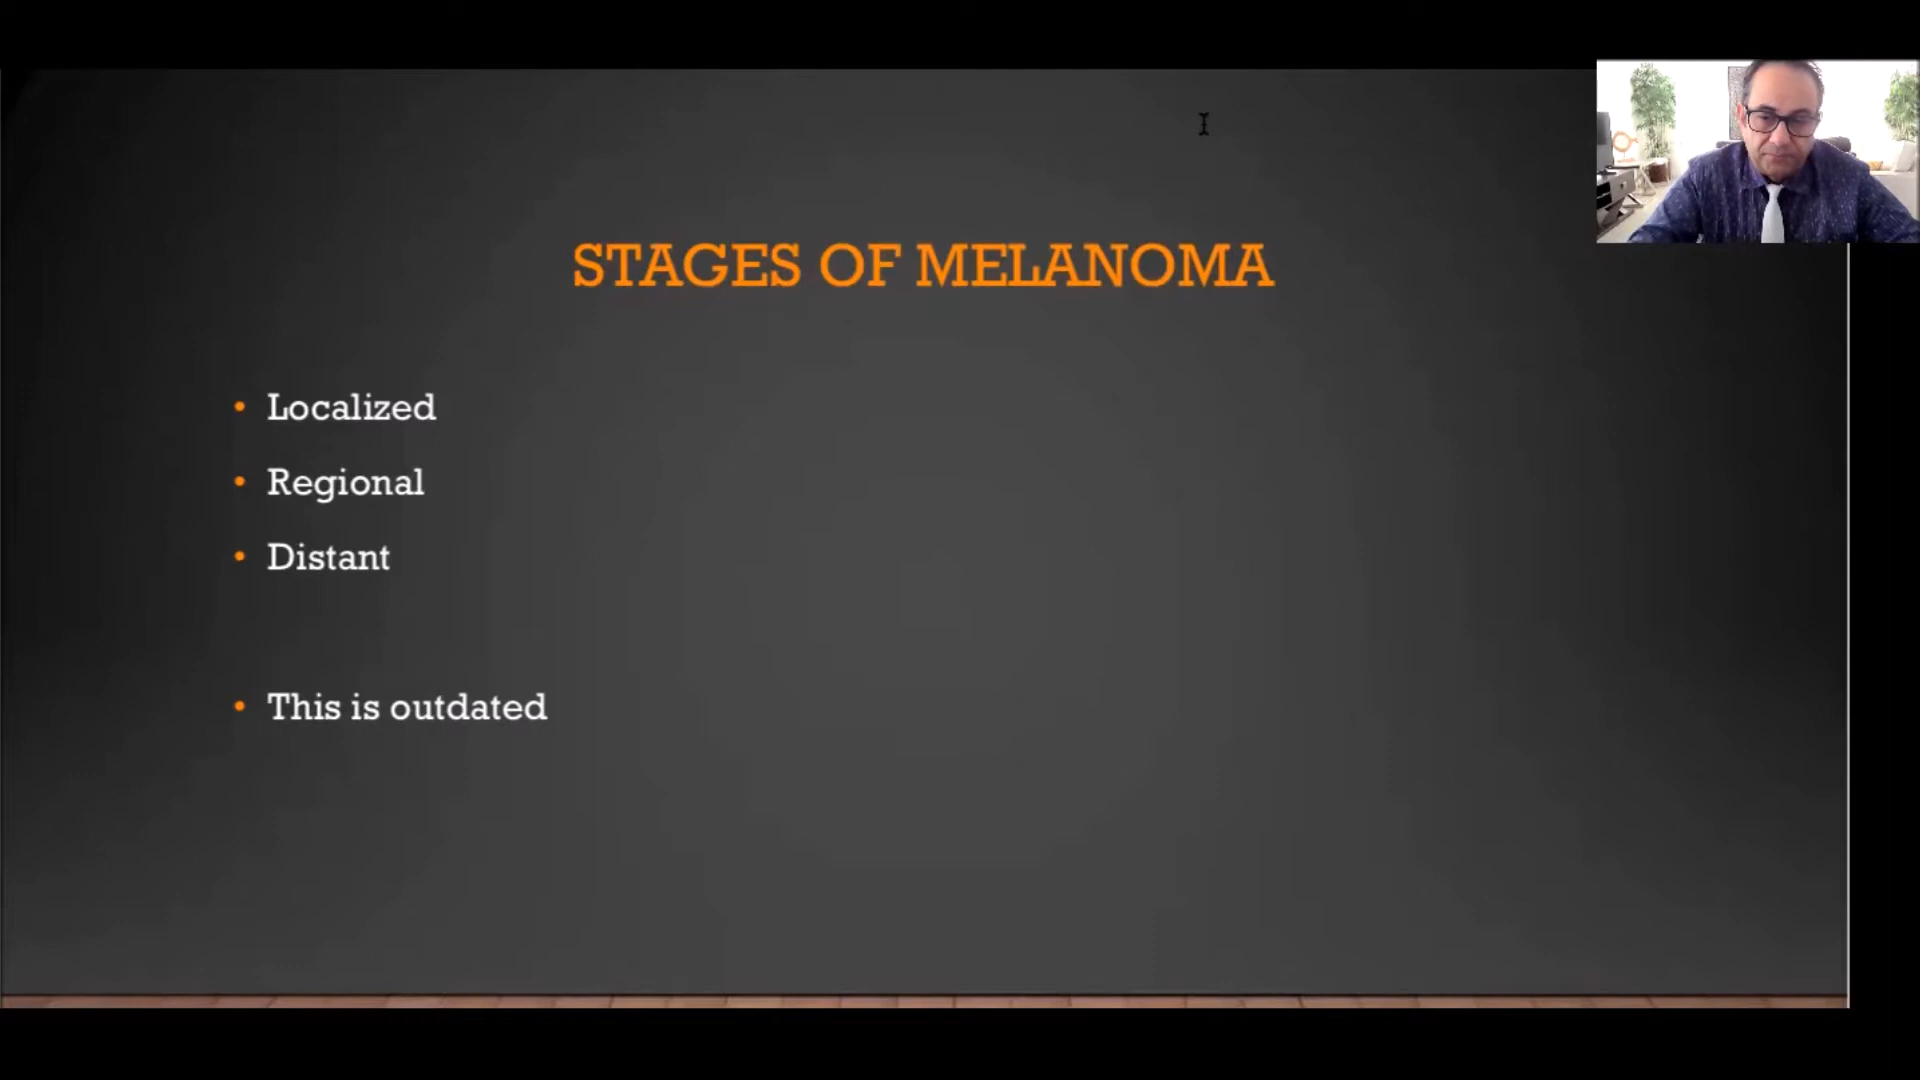 STAGES OF MELANOMA
• Localized
• Regional
• Distant
• This is outdated